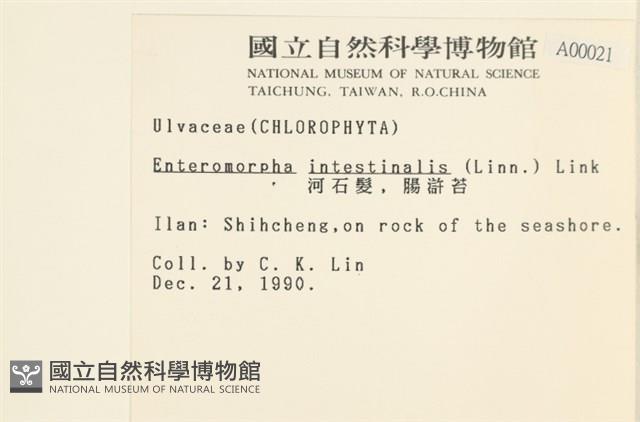 國立自然科學博物館
A00021
NATIONAL MUSEUM OF NATURAL SCIENCE
TAICHUNG, TAIWAN, R.O.CHINA
Ulvaceae(CHLOROPHYTA)
Enteromorpha intestinalis (Linn.) Link
河石髮, 腸滸苔
Ilan: Shihcheng,on rock of the seashore.
Coll. by C. K. Lin
Dec. 21, 1990.
國立自然科學博物館
NATIONAL MUSEUM OF NATURAL SCIENCE